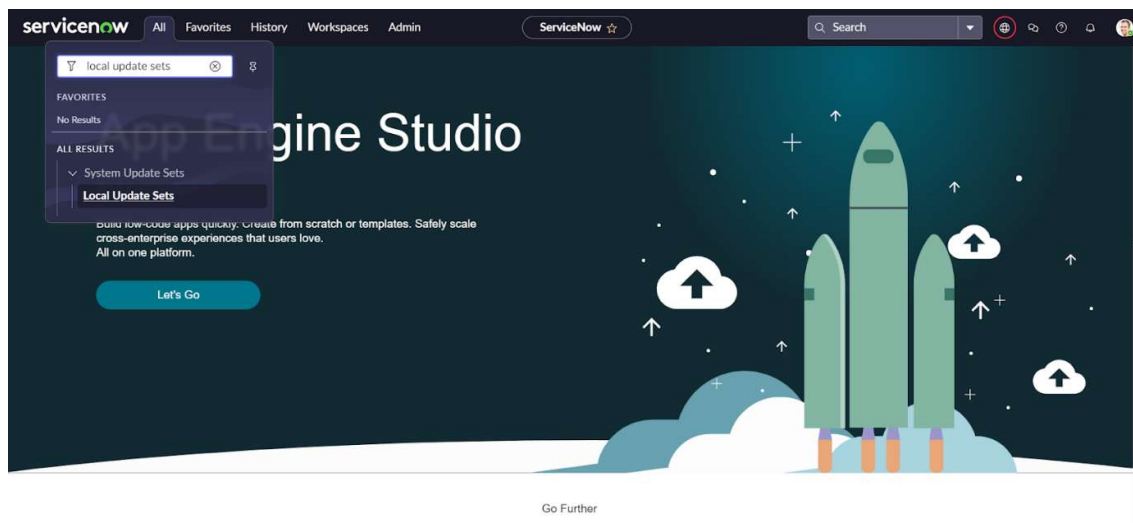 servicenow All Favorites History Workspaces Admin ServiceNow Search
local update sets
FAVORITES
No Results
ALL RESULTS
System Update Sets
Local Update Sets
App Engine Studio
Build low-code apps quickly. Create from scratch or templates. Safely scale
cross-enterprise experiences that users love.
All on one platform.
Let's Go
Go Further